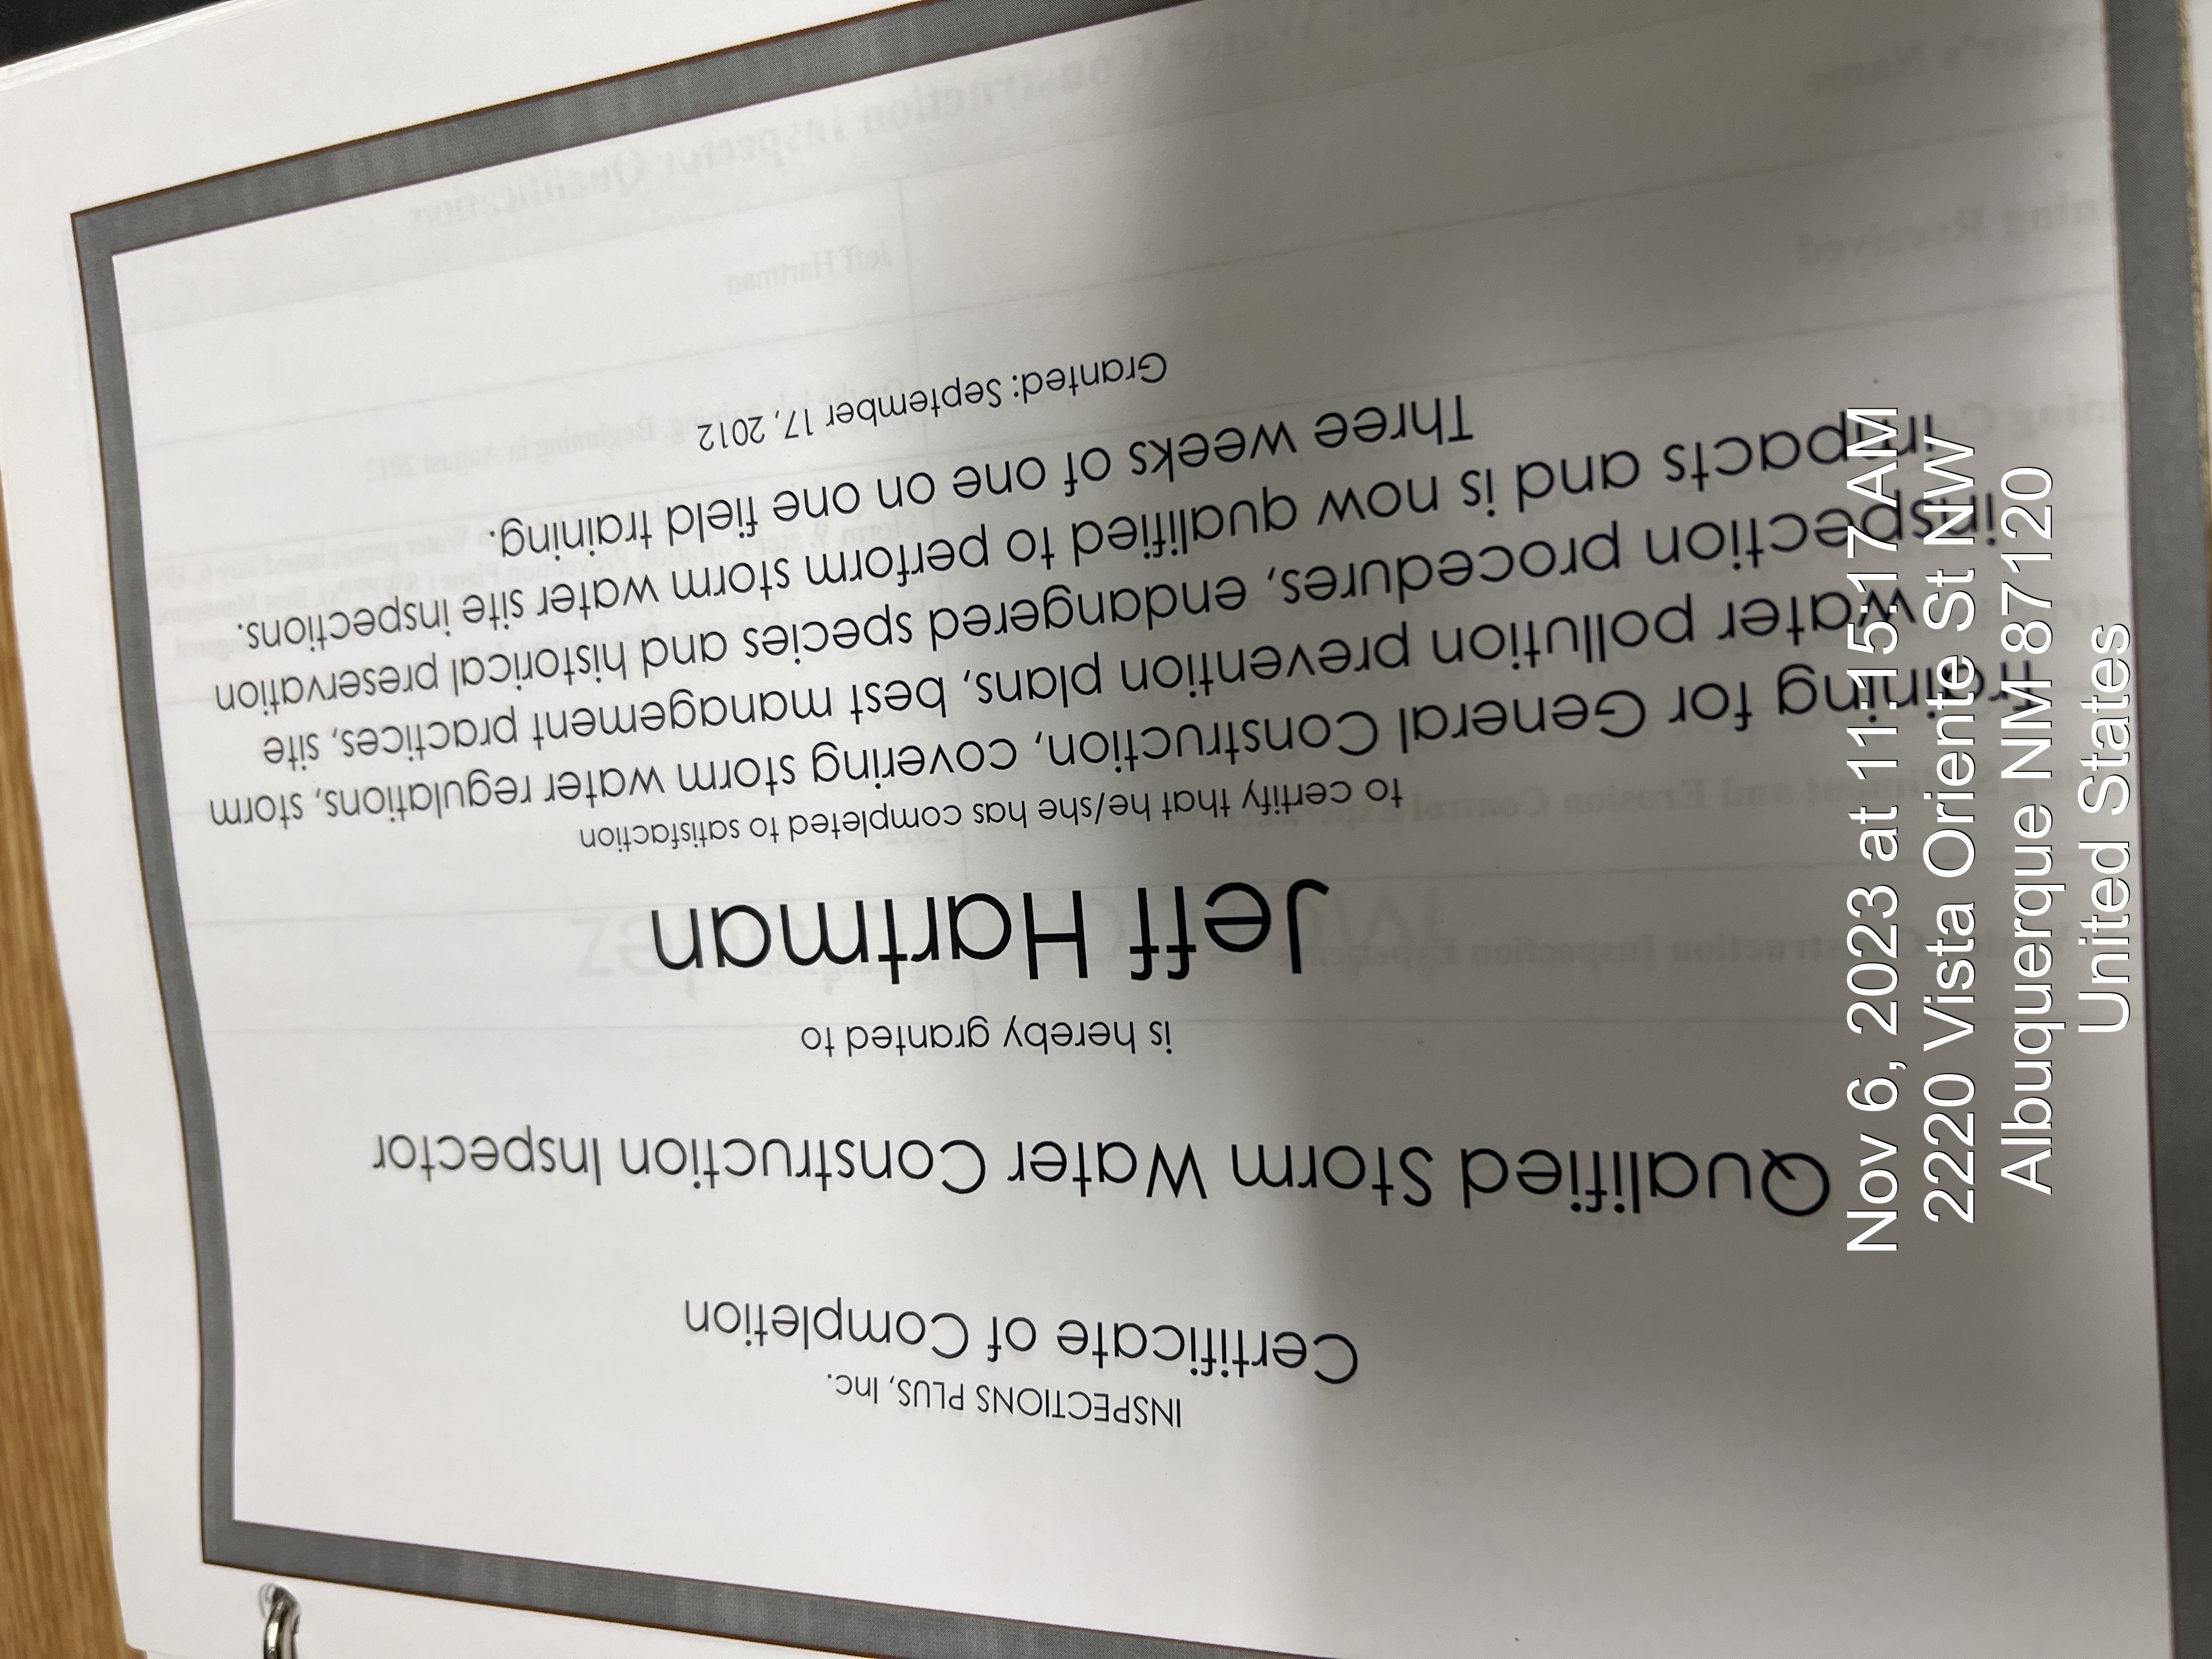 INSPECTIONS PLUS, Inc.
Certificate of Completion
Qualified Storm Water Construction Inspector
is hereby granted to
Jeff Hartman
to certify that he/she has completed to satisfaction
training for General Construction, covering storm water regulations, storm
water pollution prevention plans, best management practices, site
inspection procedures, endangered species and historical preservation
impacts and is now qualified to perform storm water site inspections.
Three weeks of one on one field training.
Granted: September 17, 2012
Nov 6, 2023 at 11:15:17 AM
2220 Vista Oriente St NW
Albuquerque NM 87120
United States